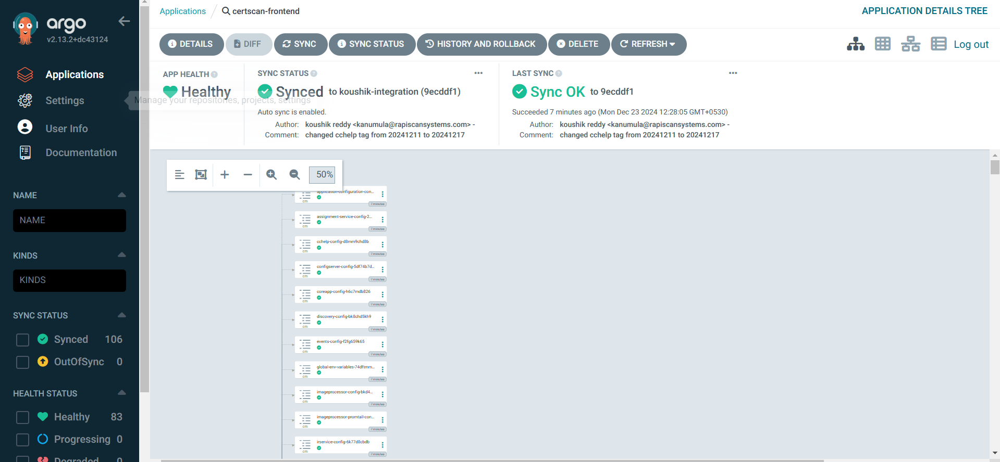 argo
v2.13.2+dc43124
Applications
Settings
User Info
Documentation
NAME
NAME
KINDS
KINDS
SYNC STATUS
Synced 106
OutOfSync 0
HEALTH STATUS
Healthy 83
Progressing 0
Degraded 0
Manage your repositories, projects, settings
Applications / certscan-frontend
APPLICATION DETAILS TREE
DETAILS DIFF SYNC SYNC STATUS HISTORY AND ROLLBACK DELETE REFRESH
Log out
APP HEALTH
Healthy
SYNC STATUS
Synced to koushik-integration (9ecddf1)
Auto sync is enabled.
Author: koushik reddy <kanumula@rapiscansystems.com> -
Comment: changed cchelp tag from 20241211 to 20241217
LAST SYNC
Sync OK to 9ecddf1
Succeeded 7 minutes ago (Mon Dec 23 2024 12:28:05 GMT+0530)
Author: koushik reddy <kanumula@rapiscansystems.com> -
Comment: changed cchelp tag from 20241211 to 20241217
50%
application-configuration-con...
cm
7 minutes
assignment-service-config-2...
cm
7 minutes
cchelp-config-d8mm9chd8b
cm
7 minutes
configserver-config-5df74b7d...
cm
7 minutes
coreapp-config-h6c7mdb826
cm
7 minutes
discovery-config-bk8chd5kh9
cm
7 minutes
events-config-f2fg659k65
cm
7 minutes
global-env-variables-74dftmm...
cm
7 minutes
imageprocessor-config-bkd4...
cm
7 minutes
imageprocessor-promtail-con...
cm
7 minutes
irservice-config-6k77d8cbdb
cm
7 minutes